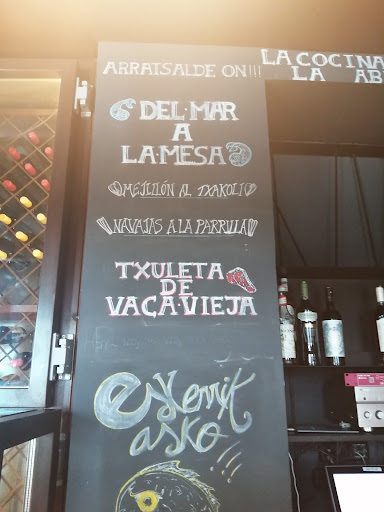 ARRATSALDE ON!!!
LA COCINA
LA AB
DEL·MAR
A
LA·MESA
MEJILLÓN AL TXAKOLI
NAVAJAS A LA PARRILLA
TXULETA
DE
VACA·VIEJA
eskerrik
asko